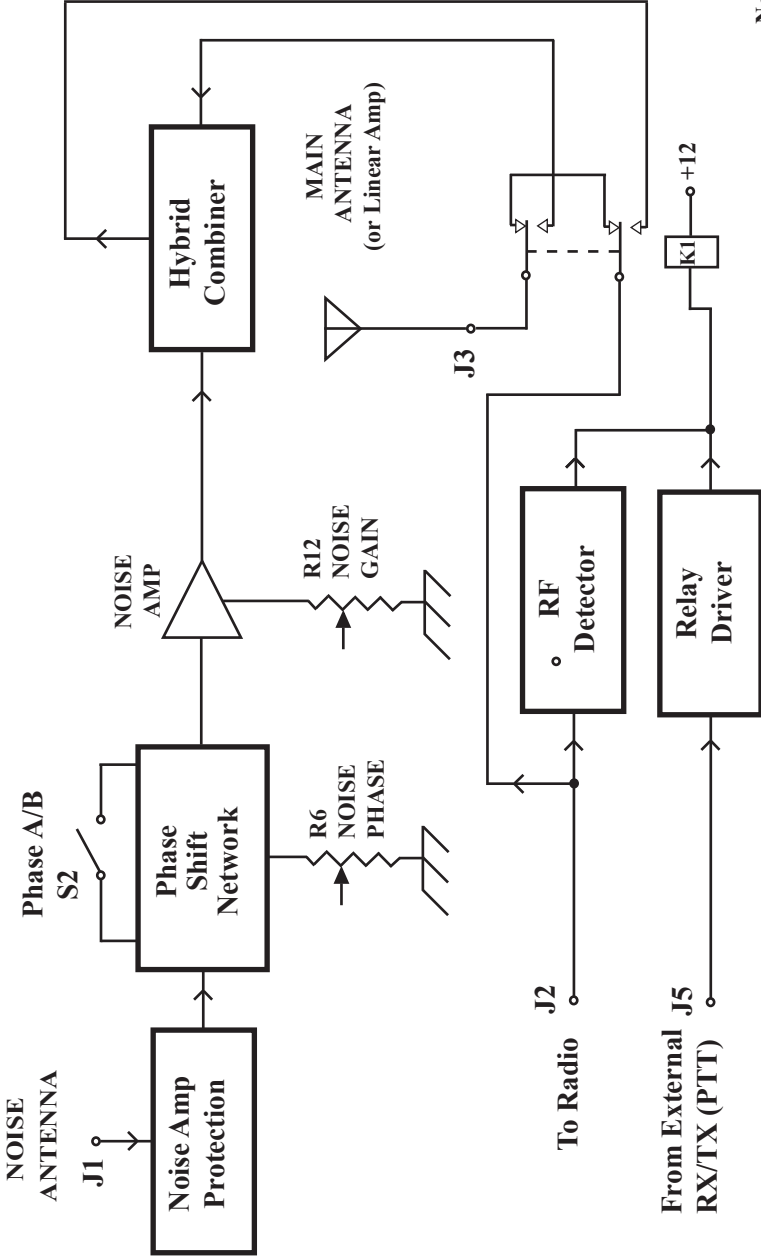 NOISE
ANTENNA
J1
Noise Amp
Protection
Phase A/B
S2
Phase
Shift
Network
R6
NOISE
PHASE
NOISE
AMP
R12
NOISE
GAIN
Hybrid
Combiner
MAIN
ANTENNA
(or Linear Amp)
J3
To Radio
J2
RF
Detector
From External
RX/TX (PTT)
J5
Relay
Driver
K1
+12